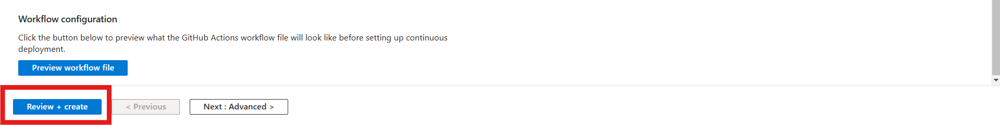 Workflow configuration
Click the button below to preview what the GitHub Actions workflow file will look like before setting up continuous
deployment.
Preview workflow file
Review + create
< Previous
Next : Advanced >